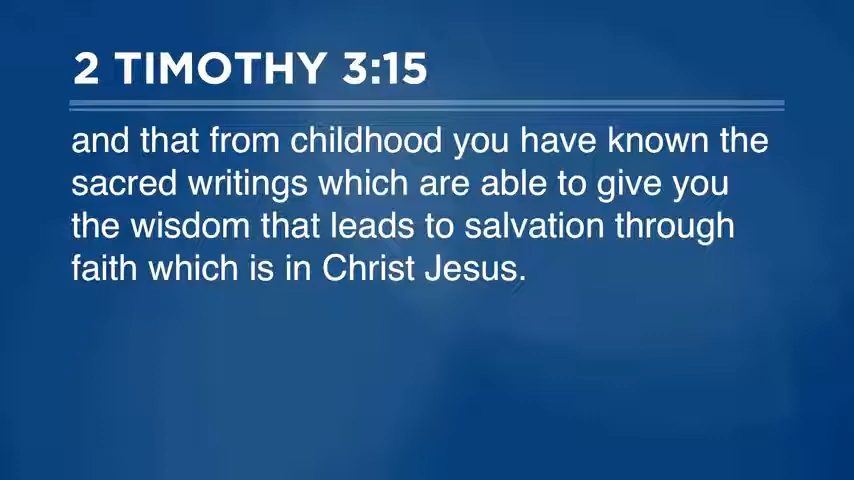 2 TIMOTHY 3:15
and that from childhood you have known the
sacred writings which are able to give you
the wisdom that leads to salvation through
faith which is in Christ Jesus.